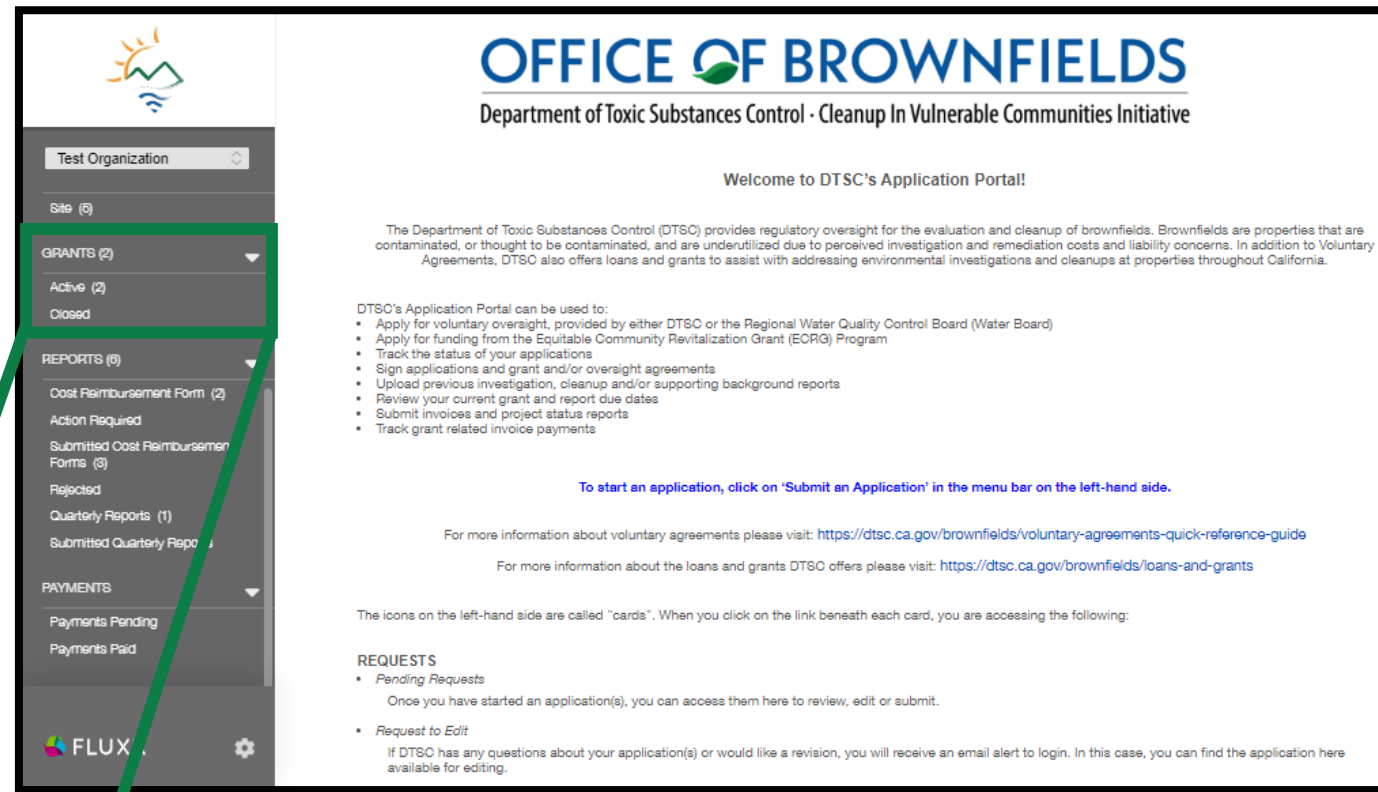 Test Organization
Site (5)
GRANTS (2)
Active (2)
Closed
REPORTS (6)
Cost Reimbursement Form (2)
Action Required
Submitted Cost Reimbursement
Forms (3)
Rejected
Quarterly Reports (1)
Submitted Quarterly Reports
PAYMENTS
Payments Pending
Payments Paid
OFFICE OF BROWNFIELDS
Department of Toxic Substances Control · Cleanup In Vulnerable Communities Initiative
Welcome to DTSC's Application Portal!
The Department of Toxic Substances Control (DTSC) provides regulatory oversight for the evaluation and cleanup of brownfields. Brownfields are properties that are
contaminated, or thought to be contaminated, and are underutilized due to perceived investigation and remediation costs and liability concerns. In addition to Voluntary
Agreements, DTSC also offers loans and grants to assist with addressing environmental investigations and cleanups at properties throughout California.
DTSC's Application Portal can be used to:
• Apply for voluntary oversight, provided by either DTSC or the Regional Water Quality Control Board (Water Board)
• Apply for funding from the Equitable Community Revitalization Grant (ECRG) Program
• Track the status of your applications
• Sign applications and grant and/or oversight agreements
• Upload previous investigation, cleanup and/or supporting background reports
• Review your current grant and report due dates
• Submit invoices and project status reports
• Track grant related invoice payments
To start an application, click on 'Submit an Application' in the menu bar on the left-hand side.
For more information about voluntary agreements please visit: https://dtsc.ca.gov/brownfields/voluntary-agreements-quick-reference-guide
For more information about the loans and grants DTSC offers please visit: https://dtsc.ca.gov/brownfields/loans-and-grants
The icons on the left-hand side are called "cards". When you click on the link beneath each card, you are accessing the following:
REQUESTS
• Pending Requests
Once you have started an application(s), you can access them here to review, edit or submit.
• Request to Edit
If DTSC has any questions about your application(s) or would like a revision, you will receive an email alert to login. In this case, you can find the application here
available for editing.